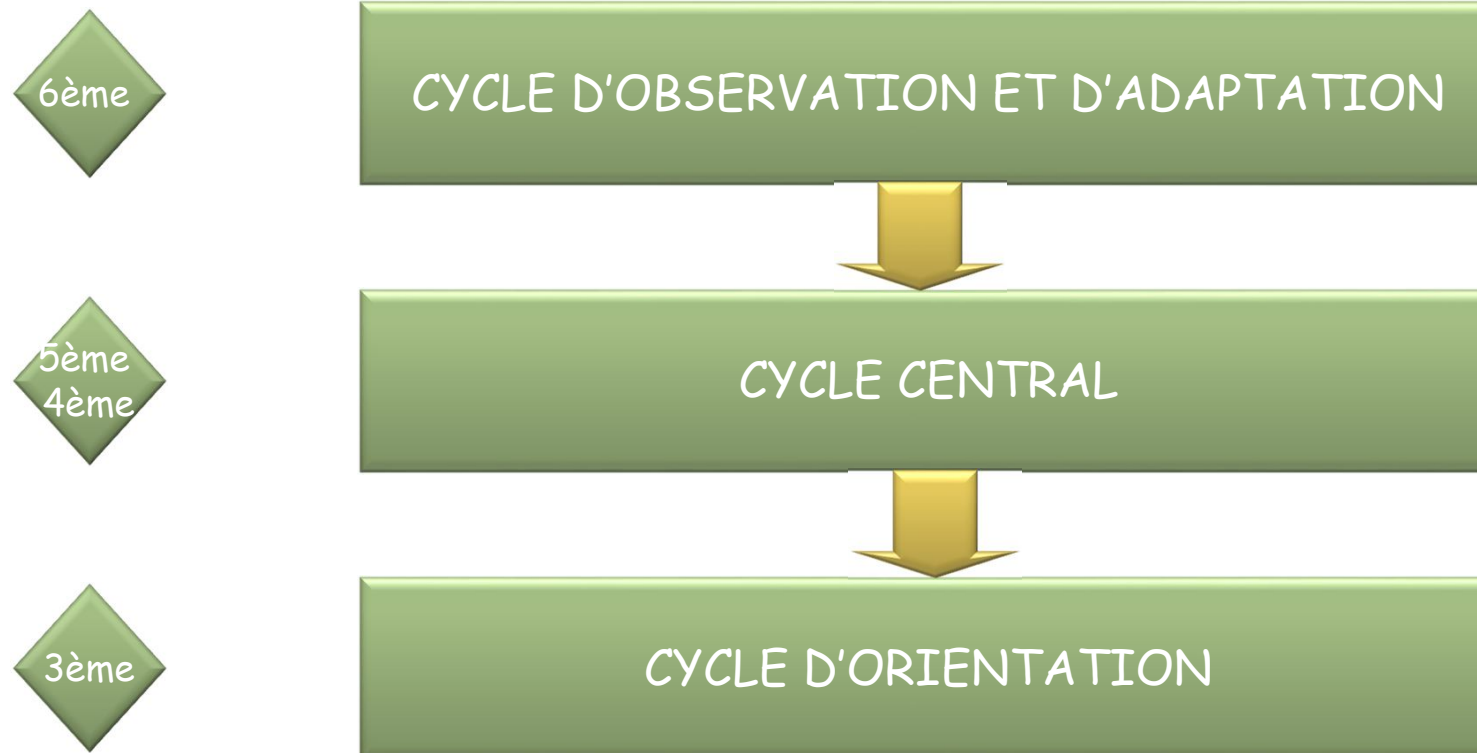 6ème
CYCLE D'OBSERVATION ET D'ADAPTATION
5ème
4ème
CYCLE CENTRAL
3ème
CYCLE D'ORIENTATION